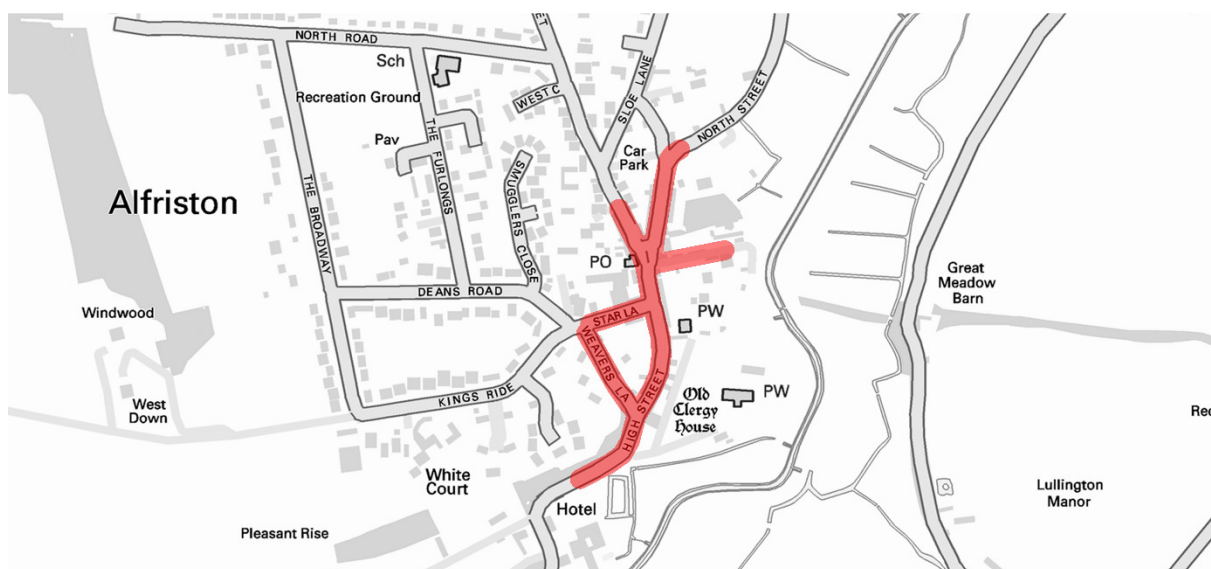 NORTH ROAD
ET
Sch
SLOE LANE
NORTH STREET
WEST C
Recreation Ground
Pav
THE FURLONGS
Car
Park
SMUGGLERS CLOSE
Alfriston
THE BROADWAY
PO
DEANS ROAD
Great
Meadow
Barn
Windwood
STAR LA
PW
WEAVERS LA
KINGS RIDE
HIGH STREET
Old
Clergy
House
PW
West
Down
Rec
White
Court
Hotel
Lullington
Manor
Pleasant Rise